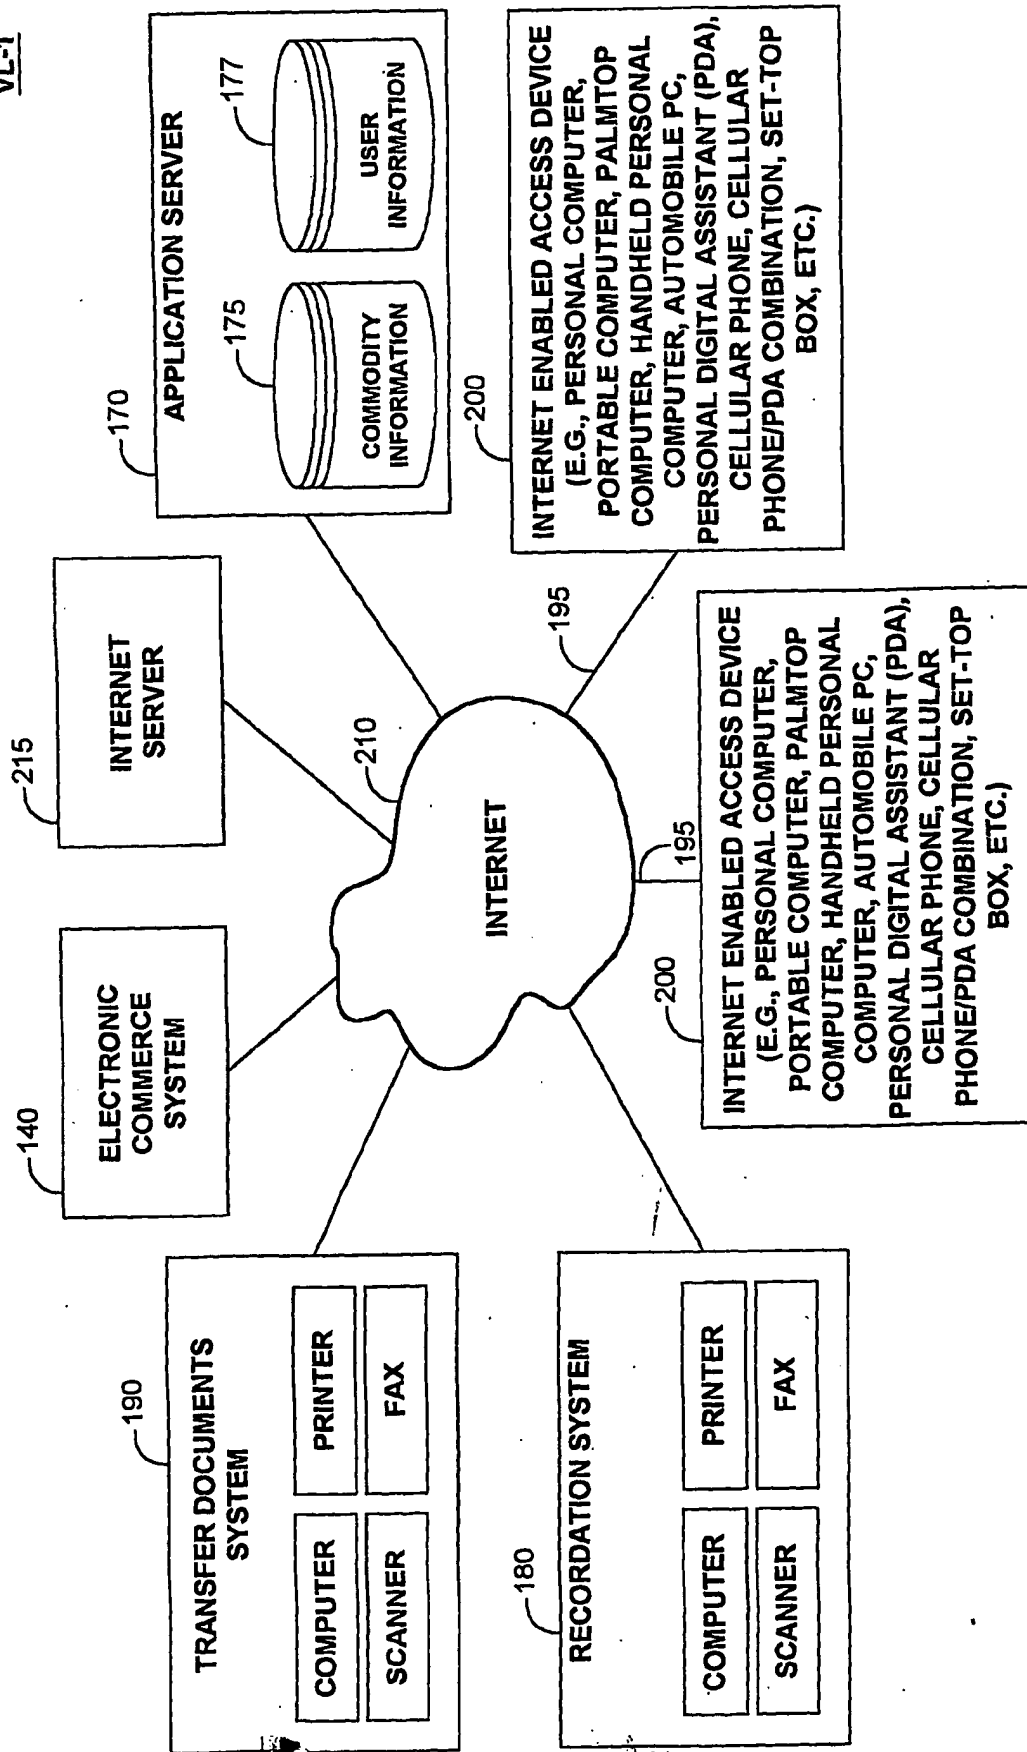 VL-1
190
TRANSFER DOCUMENTS
SYSTEM
COMPUTER
PRINTER
SCANNER
FAX
140
ELECTRONIC
COMMERCE
SYSTEM
215
INTERNET
SERVER
170
APPLICATION SERVER
175
COMMODITY
INFORMATION
177
USER
INFORMATION
210
INTERNET
180
RECORDATION SYSTEM
COMPUTER
PRINTER
SCANNER
FAX
195
200
INTERNET ENABLED ACCESS DEVICE
(E.G., PERSONAL COMPUTER,
PORTABLE COMPUTER, PALMTOP
COMPUTER, HANDHELD PERSONAL
COMPUTER, AUTOMOBILE PC,
PERSONAL DIGITAL ASSISTANT (PDA),
CELLULAR PHONE, CELLULAR
PHONE/PDA COMBINATION, SET-TOP
BOX, ETC.)
195
200
INTERNET ENABLED ACCESS DEVICE
(E.G., PERSONAL COMPUTER,
PORTABLE COMPUTER, PALMTOP
COMPUTER, HANDHELD PERSONAL
COMPUTER, AUTOMOBILE PC,
PERSONAL DIGITAL ASSISTANT (PDA),
CELLULAR PHONE, CELLULAR
PHONE/PDA COMBINATION, SET-TOP
BOX, ETC.)